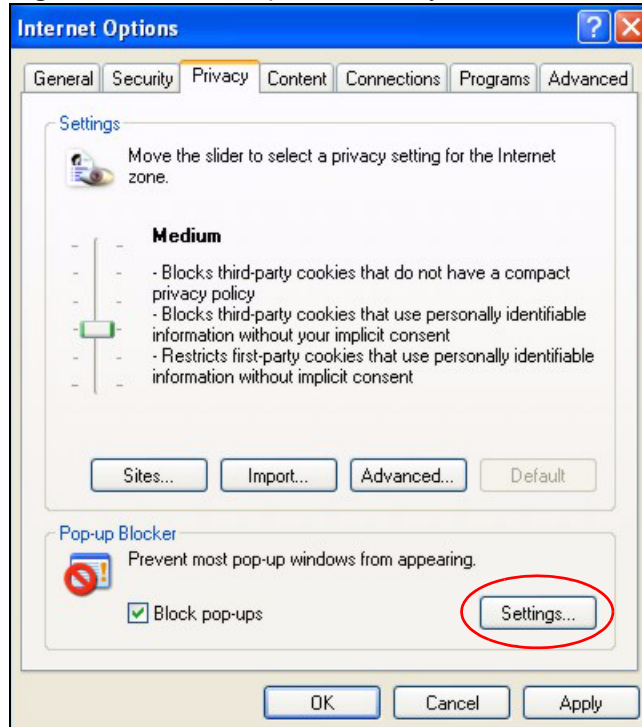 Internet Options
General Security Privacy Content Connections Programs Advanced
Settings
Move the slider to select a privacy setting for the Internet
zone.
Medium
- Blocks third-party cookies that do not have a compact
privacy policy
- Blocks third-party cookies that use personally identifiable
information without your implicit consent
- Restricts first-party cookies that use personally identifiable
information without implicit consent
Sites... Import... Advanced... Default
Pop-up Blocker
Prevent most pop-up windows from appearing.
Block pop-ups Settings...
OK Cancel Apply